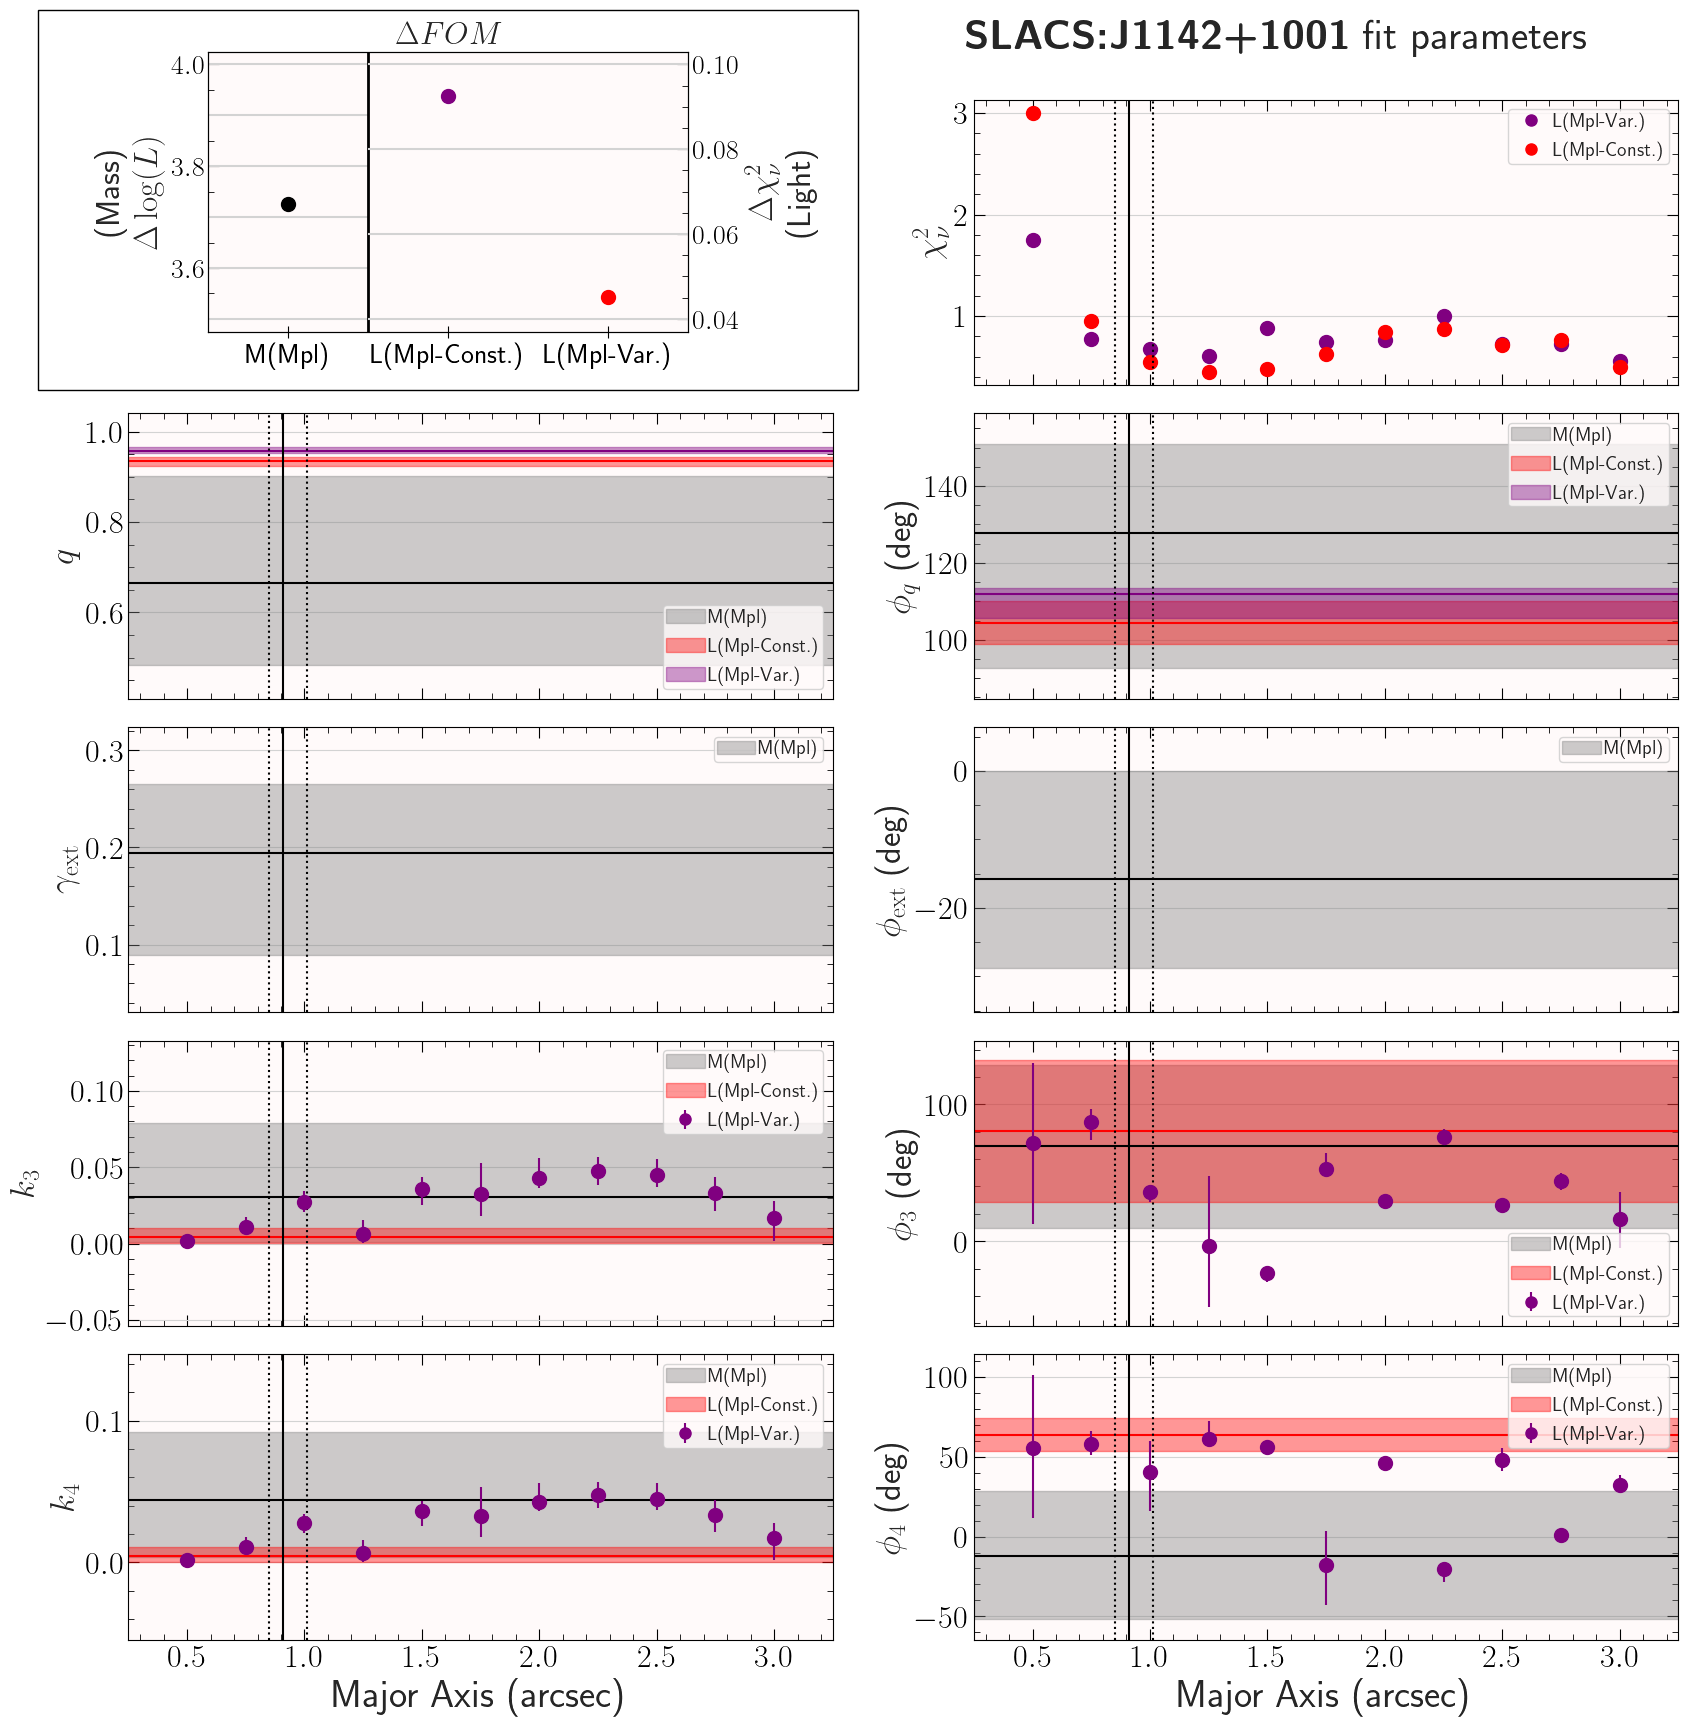 ΔFOM
SLACS:J1142+1001 fit parameters
(Mass)
Δ log(L)
4.0
3.8
3.6
0.10
0.08
0.06
0.04
Δχ²ᵥ
(Light)
M(Mpl)
L(Mpl-Const.)
L(Mpl-Var.)
χ²ᵥ
3
2
1
L(Mpl-Var.)
L(Mpl-Const.)
q
1.0
0.8
0.6
M(Mpl)
L(Mpl-Const.)
L(Mpl-Var.)
ϕ_q (deg)
140
120
100
M(Mpl)
L(Mpl-Const.)
L(Mpl-Var.)
γ_ext
0.3
0.2
0.1
M(Mpl)
ϕ_ext (deg)
0
−20
M(Mpl)
k₃
0.10
0.05
0.00
−0.05
M(Mpl)
L(Mpl-Const.)
L(Mpl-Var.)
ϕ₃ (deg)
100
0
M(Mpl)
L(Mpl-Const.)
L(Mpl-Var.)
k₄
0.1
0.0
M(Mpl)
L(Mpl-Const.)
L(Mpl-Var.)
0.5 1.0 1.5 2.0 2.5 3.0
Major Axis (arcsec)
ϕ₄ (deg)
100
50
0
−50
M(Mpl)
L(Mpl-Const.)
L(Mpl-Var.)
0.5 1.0 1.5 2.0 2.5 3.0
Major Axis (arcsec)